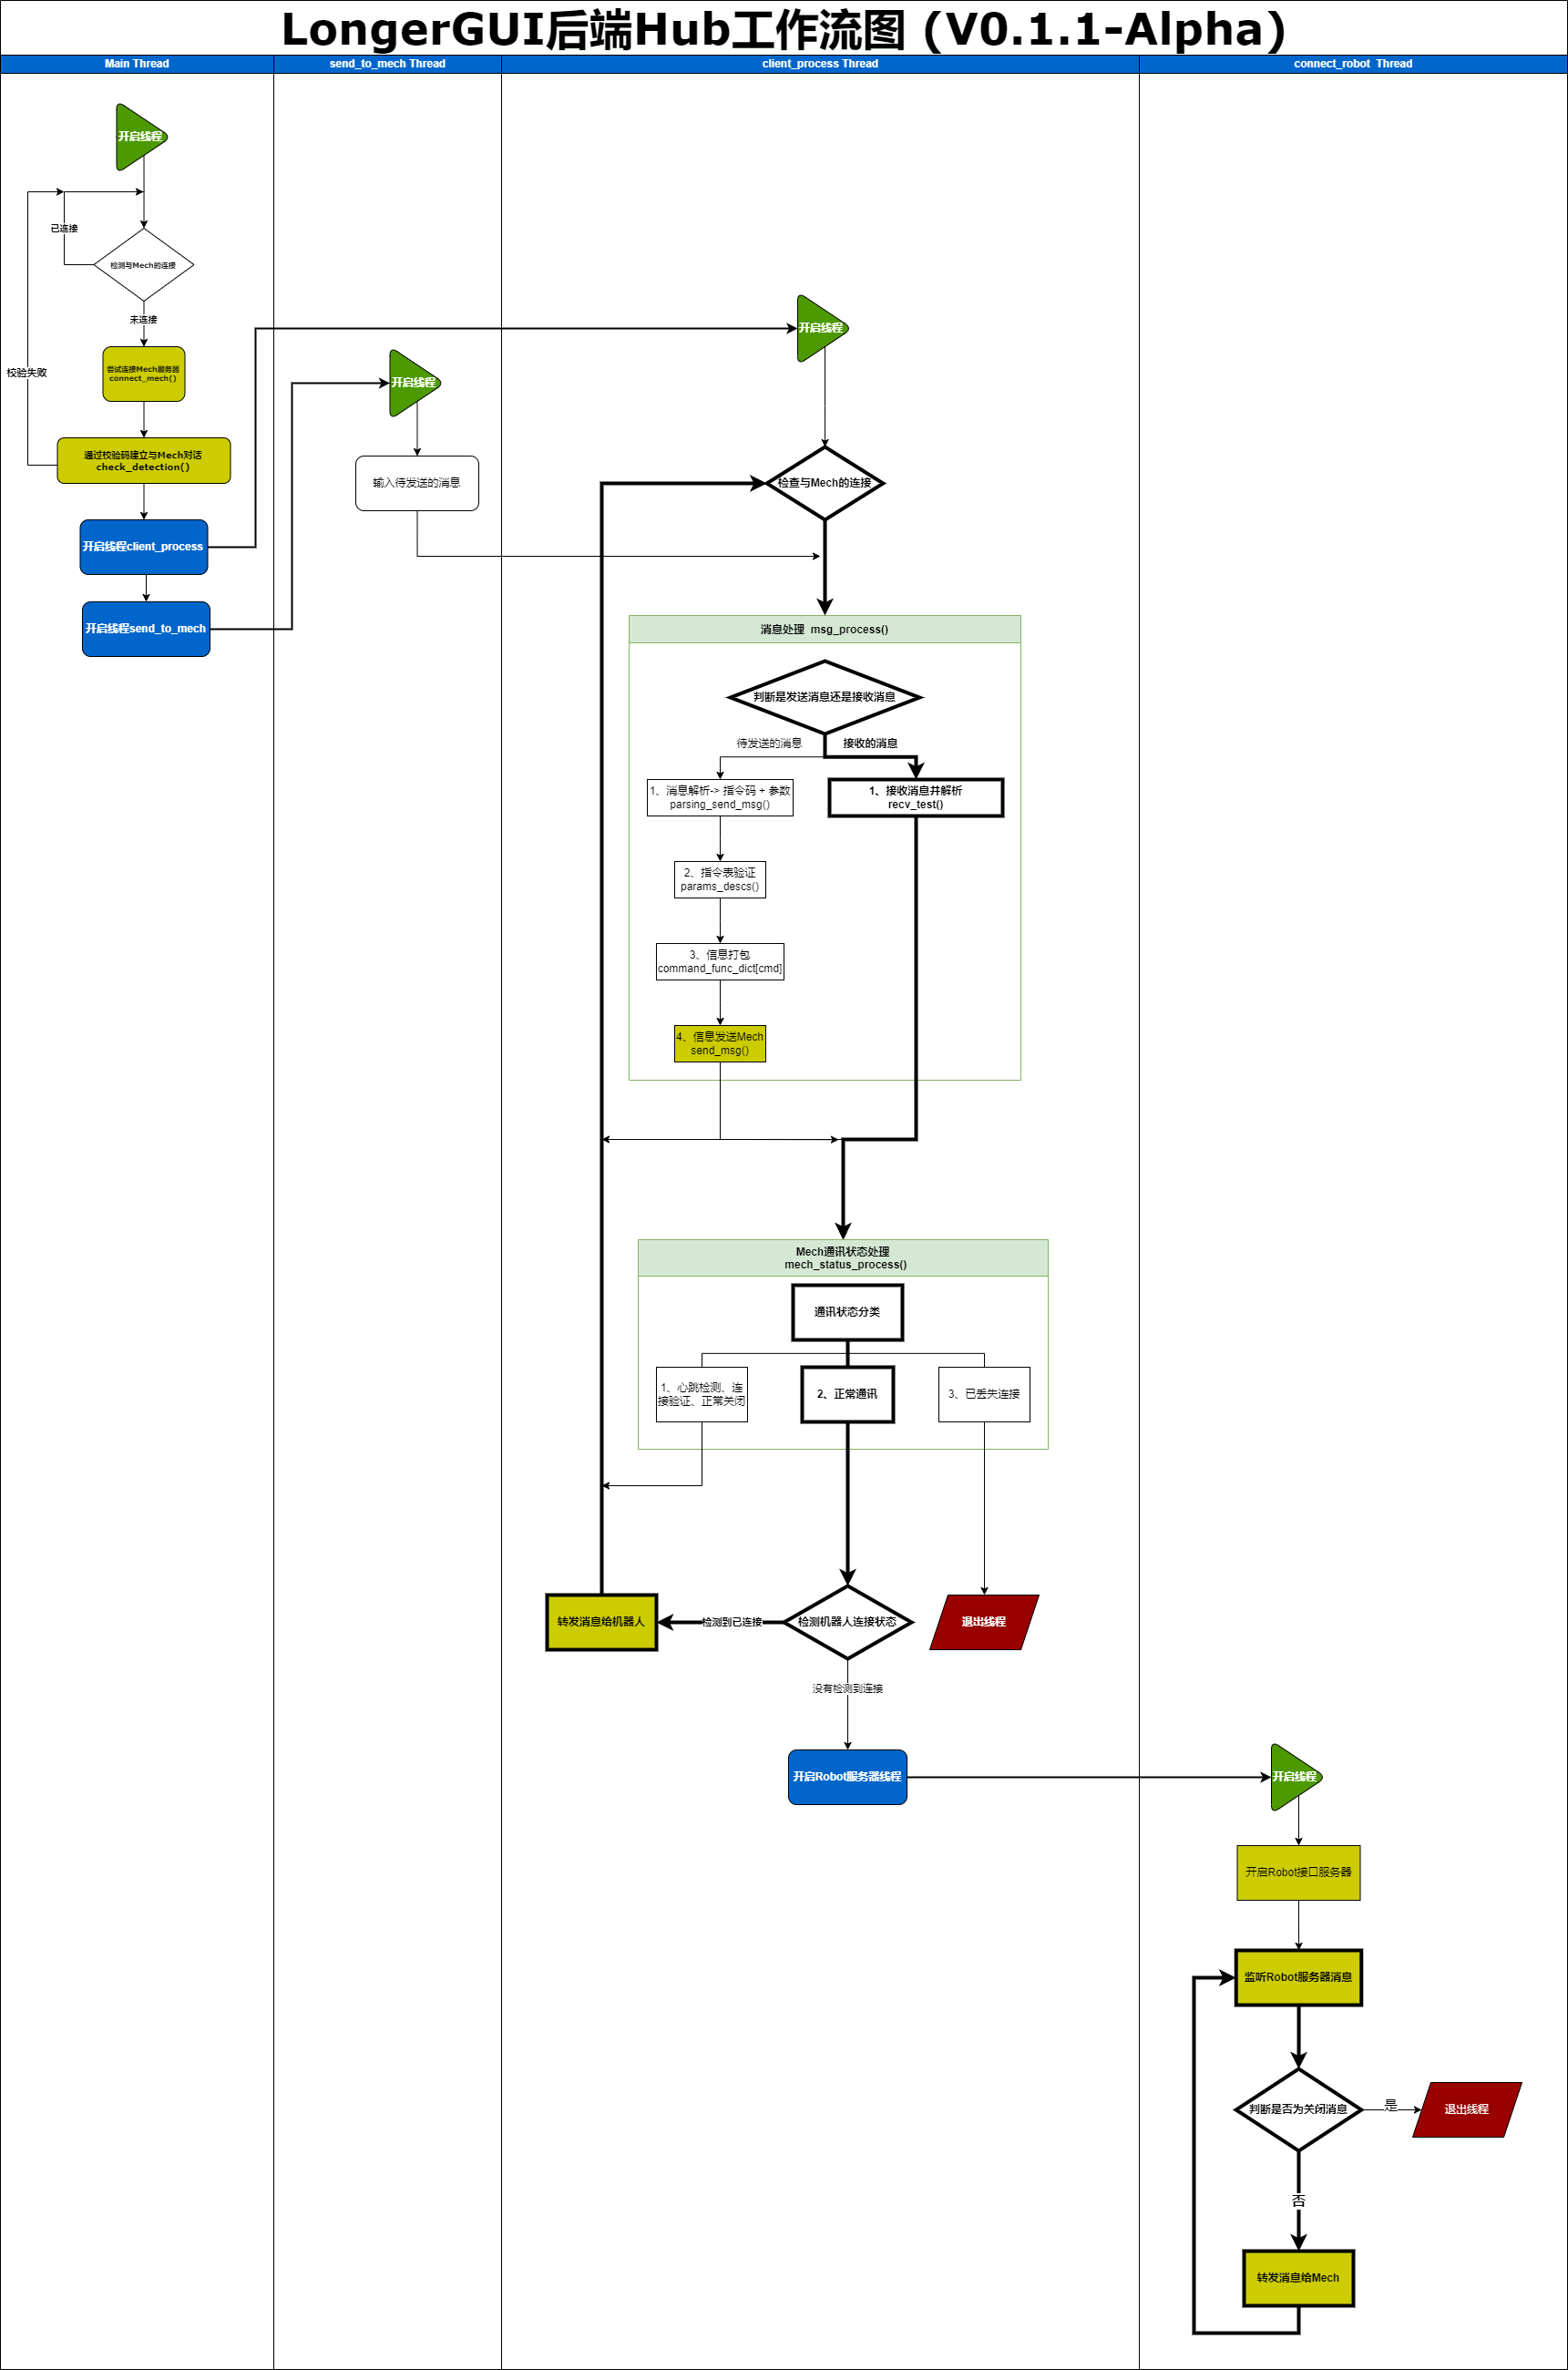 LongerGUI后端Hub工作流图 (V0.1.1-Alpha)
Main Thread
send_to_mech Thread
client_process Thread
connect_robot Thread
开启线程
已连接
检测与Mech的连接
未连接
校验失败
尝试连接Mech服务器
connect_mech()
通过校验码建立与Mech对话
check_detection()
开启线程client_process
开启线程send_to_mech
开启线程
输入待发送的消息
开启线程
检查与Mech的连接
消息处理 msg_process()
判断是发送消息还是接收消息
待发送的消息
接收的消息
1、消息解析-> 指令码 + 参数
parsing_send_msg()
1、接收消息并解析
recv_test()
2、指令表验证
params_descs()
3、信息打包
command_func_dict[cmd]
4、信息发送Mech
send_msg()
Mech通讯状态处理
mech_status_process()
通讯状态分类
1、心跳检测、连
接验证、正常关闭
2、正常通讯
3、已丢失连接
转发消息给机器人
检测到已连接
检测机器人连接状态
退出线程
没有检测到连接
开启Robot服务器线程
开启线程
开启Robot接口服务器
监听Robot服务器消息
判断是否为关闭消息
是
退出线程
否
转发消息给Mech